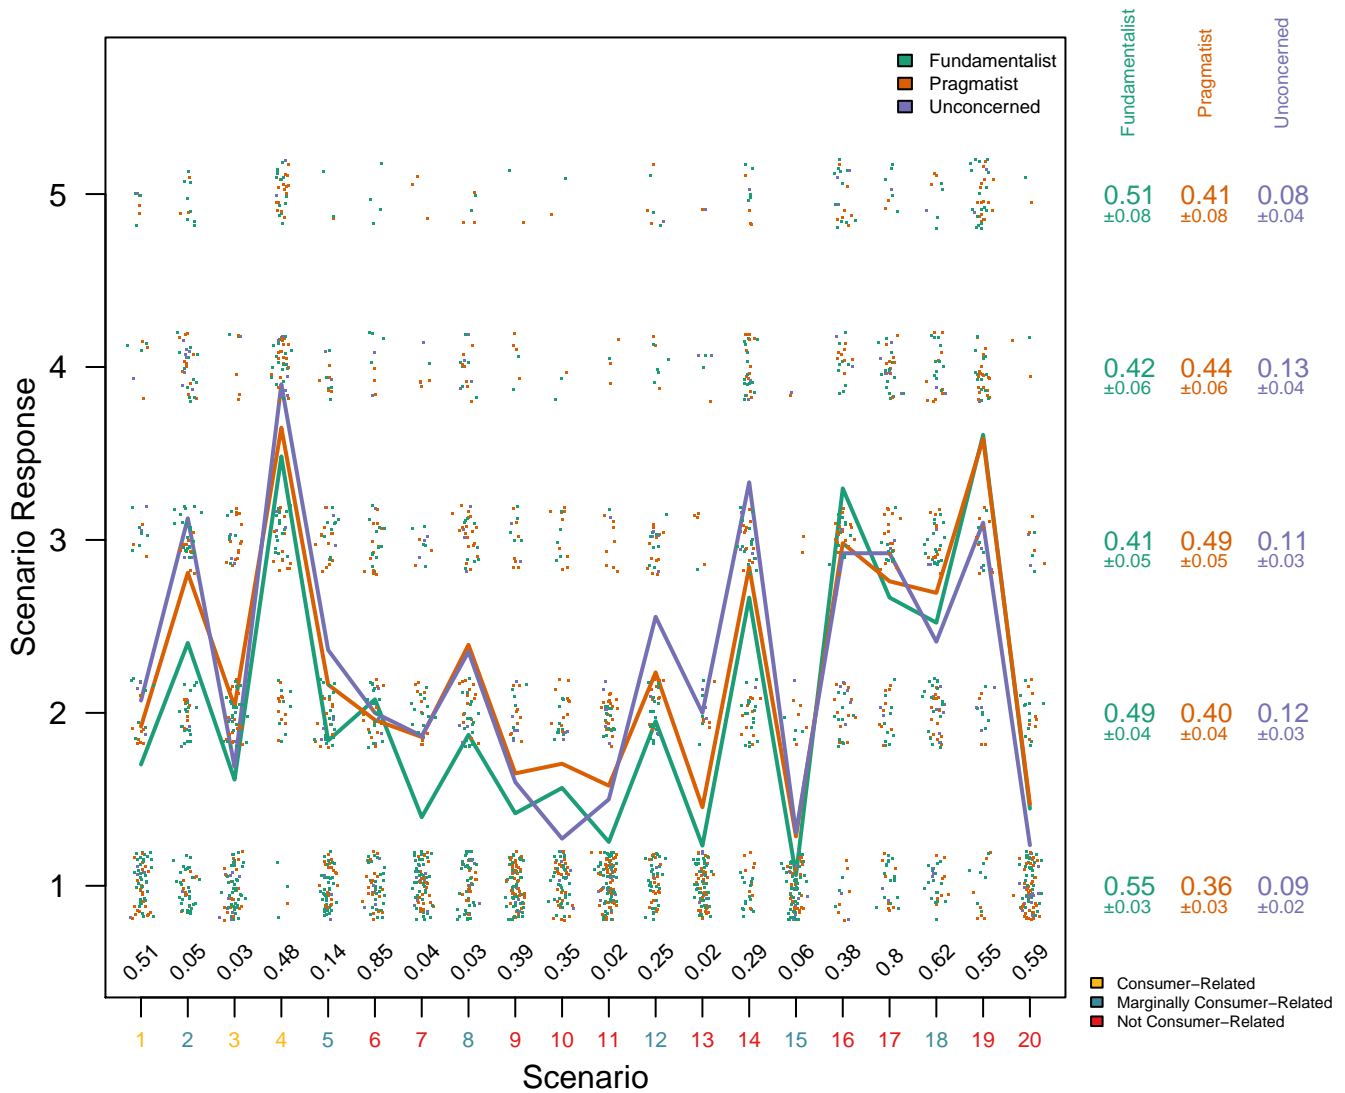 Fundamentalist
Pragmatist
Unconcerned
Fundamentalist
Pragmatist
Unconcerned
5
0.51 0.41 0.08
±0.08 ±0.08 ±0.04
4
0.42 0.44 0.13
±0.06 ±0.06 ±0.04
Scenario Response
3
0.41 0.49 0.11
±0.05 ±0.05 ±0.03
2
0.49 0.40 0.12
±0.04 ±0.04 ±0.03
1
0.55 0.36 0.09
±0.03 ±0.03 ±0.02
0.51 0.05 0.03 0.48 0.14 0.85 0.04 0.03 0.39 0.35 0.02 0.25 0.02 0.29 0.06 0.38 0.8 0.62 0.55 0.59
Consumer−Related
Marginally Consumer−Related
Not Consumer−Related
1 2 3 4 5 6 7 8 9 10 11 12 13 14 15 16 17 18 19 20
Scenario